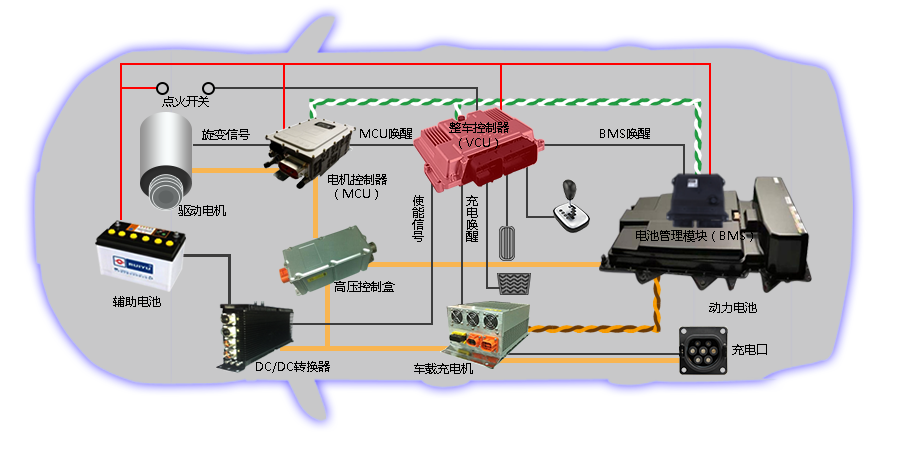 点火开关
旋变信号
MCU唤醒
整车控制器
（VCU）
BMS唤醒
电机控制器
（MCU）
驱动电机
使能信号
充电唤醒
电池管理模块（BMS）
RUIYU
高压控制盒
辅助电池
动力电池
DC/DC转换器
车载充电机
充电口